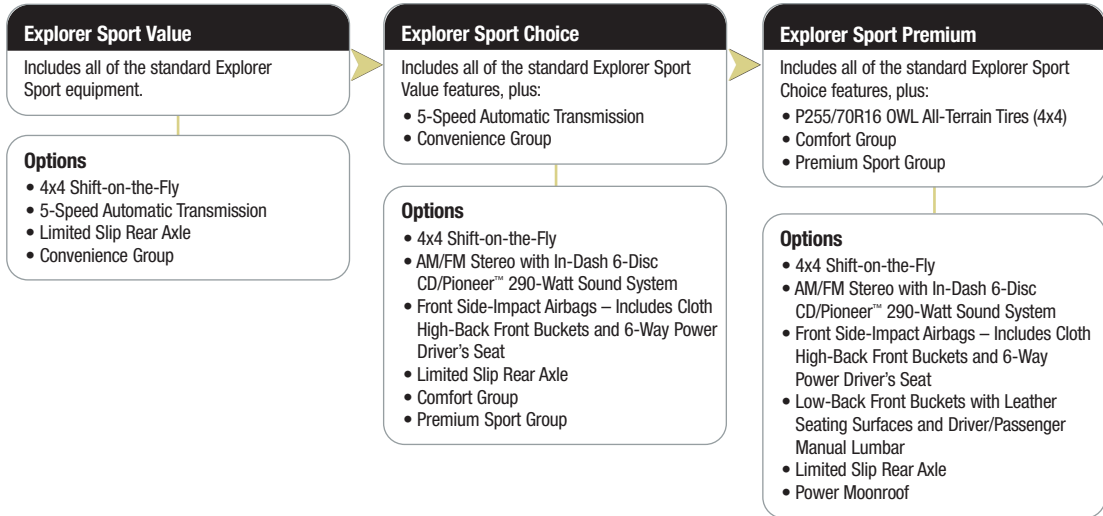 Explorer Sport Value
Includes all of the standard Explorer
Sport equipment.
Options
• 4x4 Shift-on-the-Fly
• 5-Speed Automatic Transmission
• Limited Slip Rear Axle
• Convenience Group
Explorer Sport Choice
Includes all of the standard Explorer Sport
Value features, plus:
• 5-Speed Automatic Transmission
• Convenience Group
Options
• 4x4 Shift-on-the-Fly
• AM/FM Stereo with In-Dash 6-Disc
CD/Pioneer™ 290-Watt Sound System
• Front Side-Impact Airbags – Includes Cloth
High-Back Front Buckets and 6-Way Power
Driver's Seat
• Limited Slip Rear Axle
• Comfort Group
• Premium Sport Group
Explorer Sport Premium
Includes all of the standard Explorer Sport
Choice features, plus:
• P255/70R16 OWL All-Terrain Tires (4x4)
• Comfort Group
• Premium Sport Group
Options
• 4x4 Shift-on-the-Fly
• AM/FM Stereo with In-Dash 6-Disc
CD/Pioneer™ 290-Watt Sound System
• Front Side-Impact Airbags – Includes Cloth
High-Back Front Buckets and 6-Way
Power Driver's Seat
• Low-Back Front Buckets with Leather
Seating Surfaces and Driver/Passenger
Manual Lumbar
• Limited Slip Rear Axle
• Power Moonroof